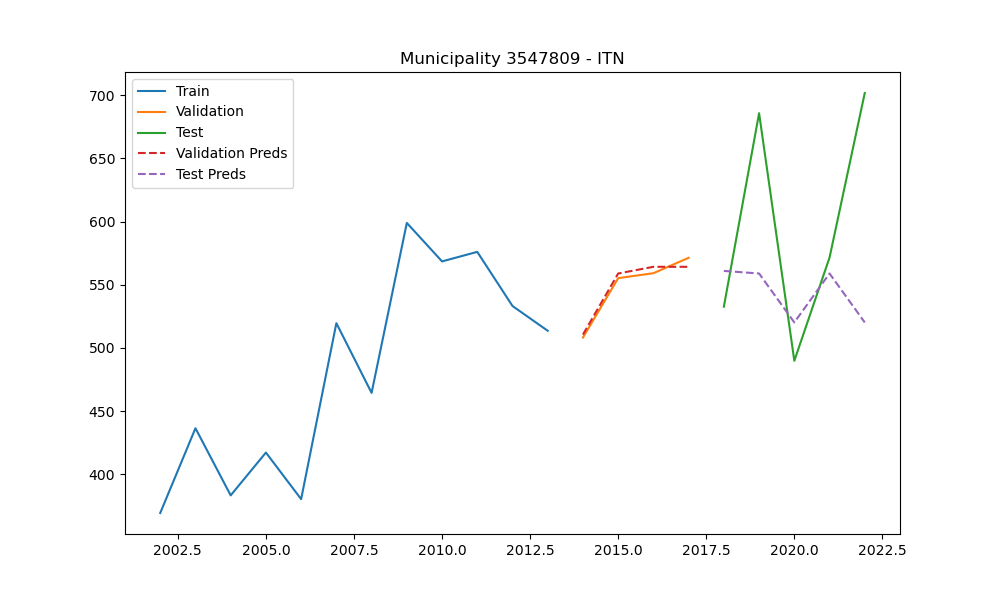 Municipality 3547809 - ITN
Train
Validation
Test
Validation Preds
Test Preds
700
650
600
550
500
450
400
2002.5 2005.0 2007.5 2010.0 2012.5 2015.0 2017.5 2020.0 2022.5